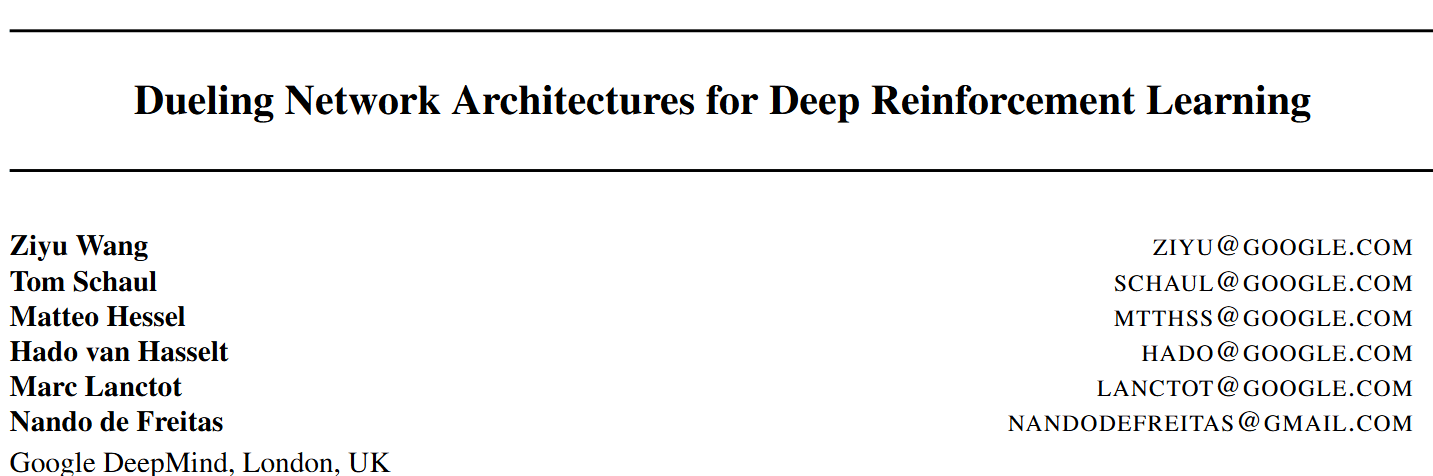 Dueling Network Architectures for Deep Reinforcement Learning
Ziyu Wang ZIYU@GOOGLE.COM
Tom Schaul SCHAUL@GOOGLE.COM
Matteo Hessel MTTHSS@GOOGLE.COM
Hado van Hasselt HADO@GOOGLE.COM
Marc Lanctot LANCTOT@GOOGLE.COM
Nando de Freitas NANDODEFREITAS@GMAIL.COM
Google DeepMind, London, UK